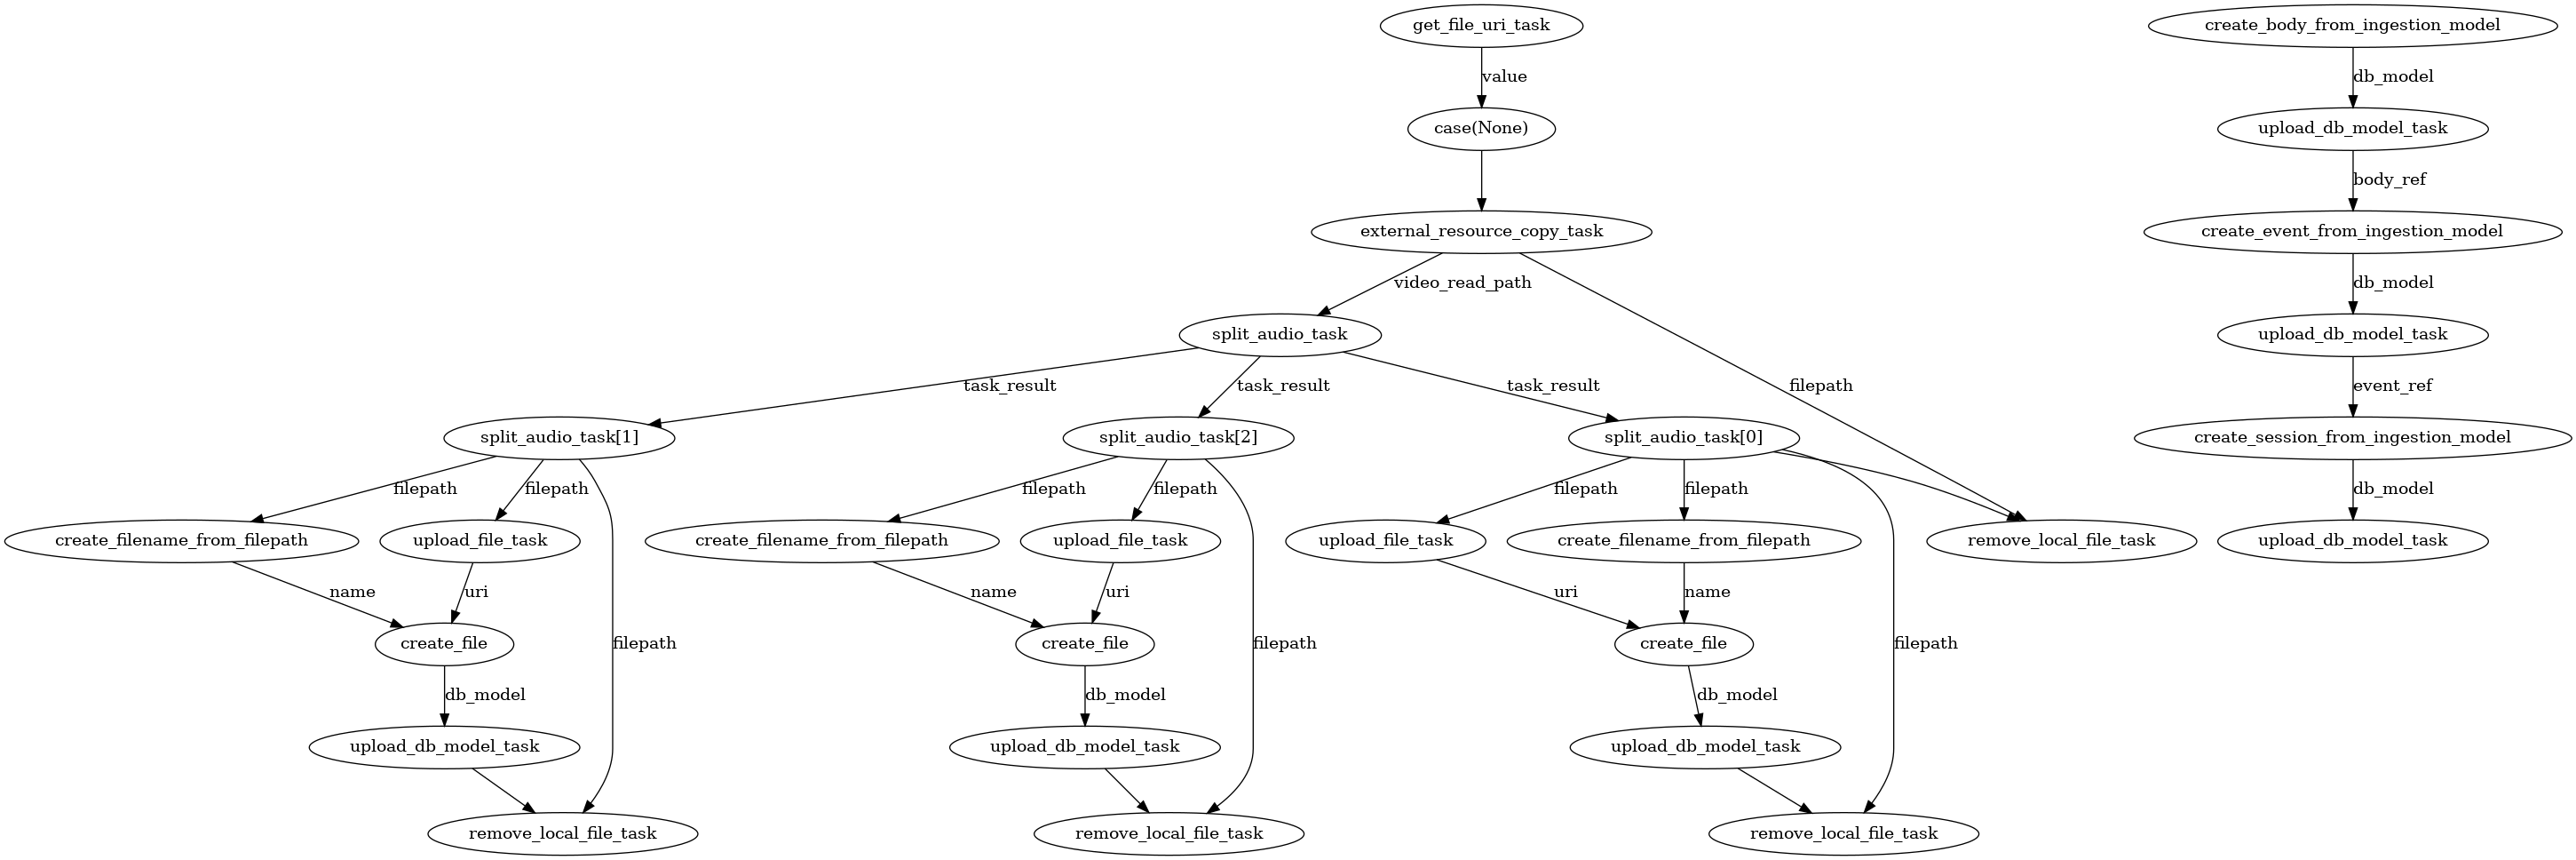 get_file_uri_task
create_body_from_ingestion_model
value
db_model
case(None)
upload_db_model_task
body_ref
external_resource_copy_task
create_event_from_ingestion_model
video_read_path
db_model
split_audio_task
upload_db_model_task
task_result
task_result
task_result
filepath
event_ref
split_audio_task[1]
split_audio_task[2]
split_audio_task[0]
create_session_from_ingestion_model
filepath
filepath
filepath
filepath
filepath
filepath
db_model
create_filename_from_filepath
upload_file_task
create_filename_from_filepath
upload_file_task
upload_file_task
create_filename_from_filepath
remove_local_file_task
upload_db_model_task
name
uri
name
uri
uri
name
create_file
filepath
create_file
filepath
create_file
filepath
db_model
db_model
db_model
upload_db_model_task
upload_db_model_task
upload_db_model_task
remove_local_file_task
remove_local_file_task
remove_local_file_task